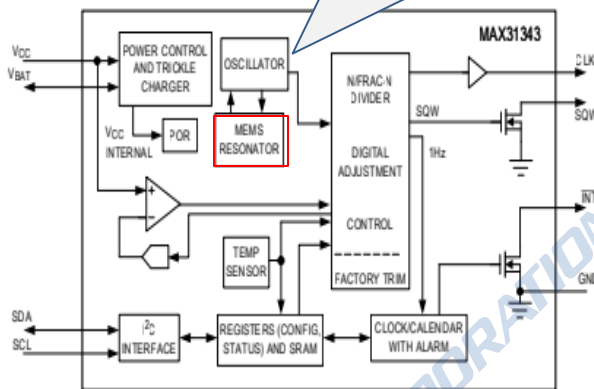 MAX31343
VCC
VBAT
POWER CONTROL
AND TRICKLE
CHARGER
OSCILLATOR
N/FRAC-N
DIVIDER
CLK
SQW
SQW
VCC
INTERNAL
POR
MEMS
RESONATOR
DIGITAL
ADJUSTMENT
1Hz
+
−
CONTROL
INT
TEMP
SENSOR
FACTORY TRIM
GND
SDA
SCL
I²C
INTERFACE
REGISTERS (CONFIG,
STATUS) AND SRAM
CLOCK/CALENDAR
WITH ALARM